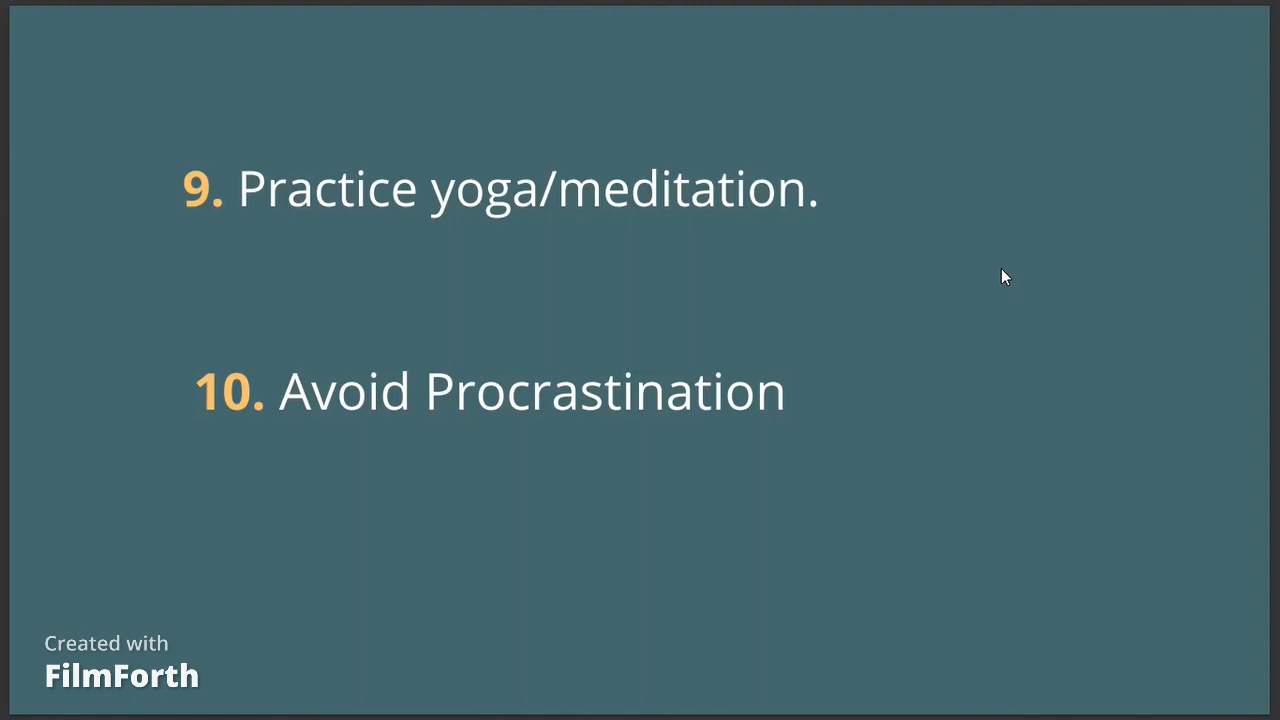 9. Practice yoga/meditation.
10. Avoid Procrastination
Created with
FilmForth